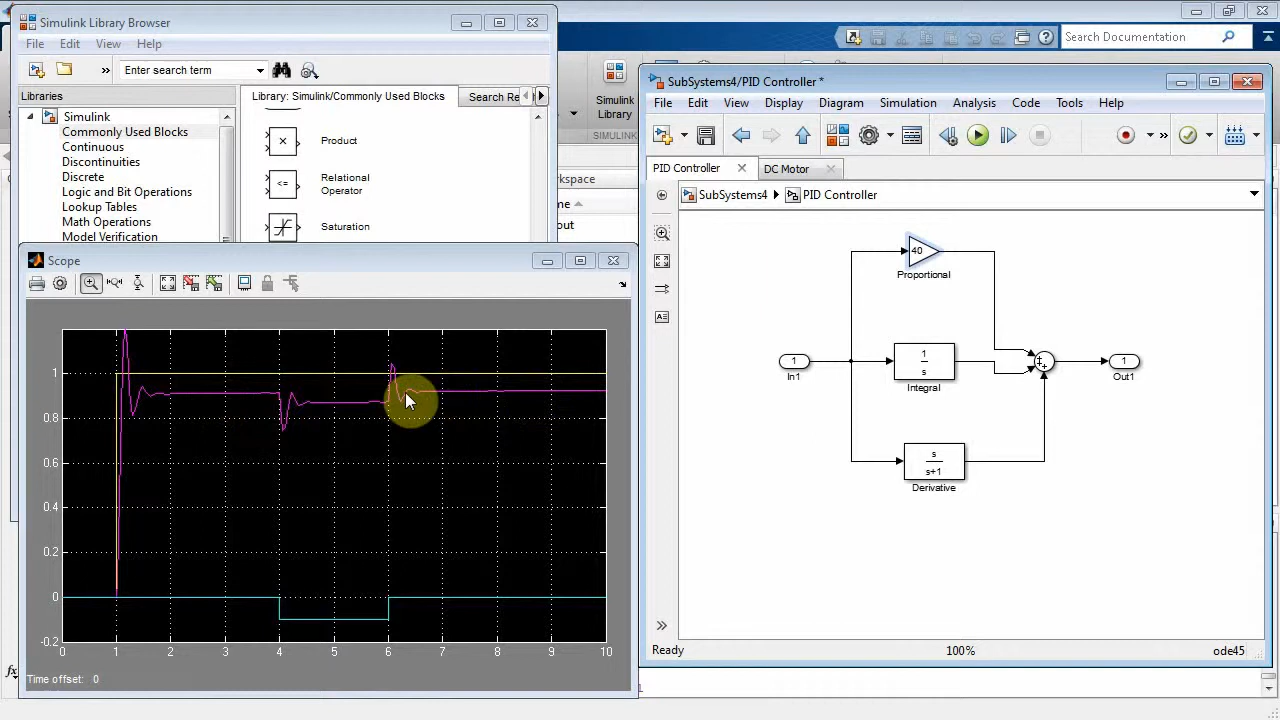 Simulink Library Browser
File Edit View Help
Enter search term
Libraries
Library: Simulink/Commonly Used Blocks
Search Re
Simulink
Commonly Used Blocks
Continuous
Discontinuities
Discrete
Logic and Bit Operations
Lookup Tables
Math Operations
Model Verification
×
Product
<=
Relational
Operator
Saturation
Search Documentation
Simulink
Library
SIMULINK
kspace
me
out
Scope
1
0.8
0.6
0.4
0.2
0
-0.2
0 1 2 3 4 5 6 7 8 9 10
Time offset: 0
fx
SubSystems4/PID Controller *
File Edit View Display Diagram Simulation Analysis Code Tools Help
PID Controller
DC Motor
SubSystems4
PID Controller
40
Proportional
1
In1
1
s
Integral
1
Out1
s
s+1
Derivative
Ready
100%
ode45